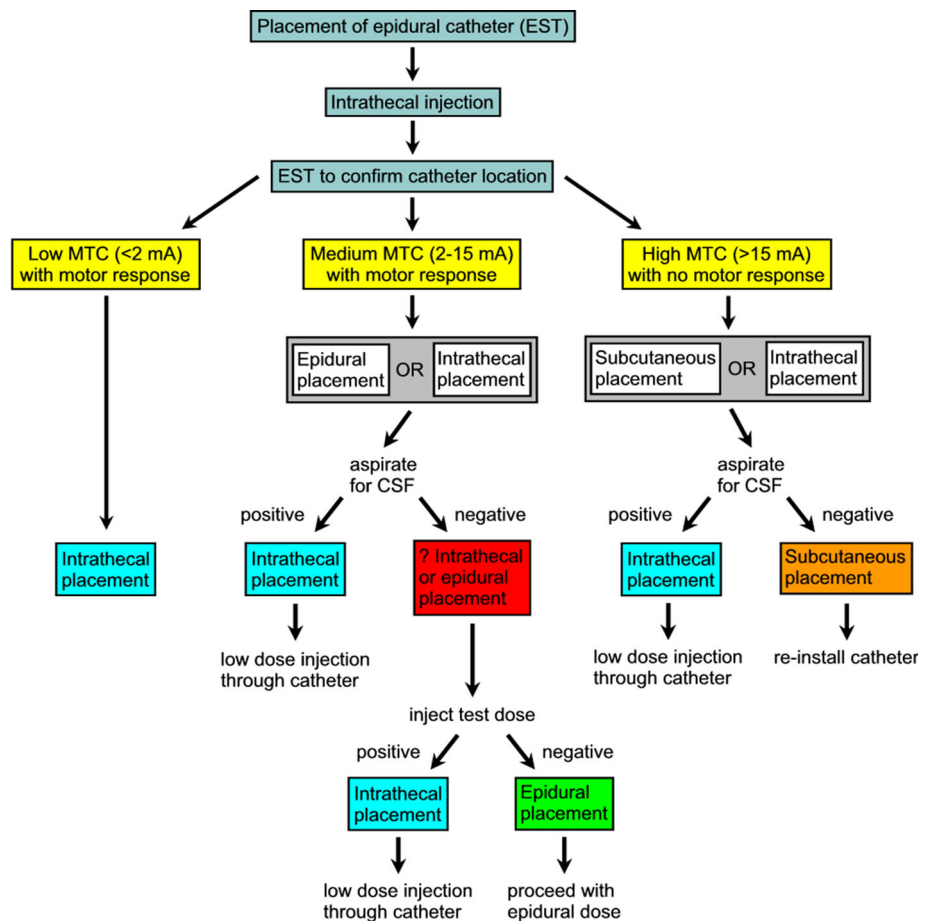 Placement of epidural catheter (EST)
Intrathecal injection
EST to confirm catheter location
Low MTC (<2 mA)
with motor response
Medium MTC (2-15 mA)
with motor response
High MTC (>15 mA)
with no motor response
Epidural
placement
OR
Intrathecal
placement
Subcutaneous
placement
OR
Intrathecal
placement
aspirate
for CSF
aspirate
for CSF
positive
negative
positive
negative
Intrathecal
placement
Intrathecal
placement
? Intrathecal
or epidural
placement
Intrathecal
placement
Subcutaneous
placement
low dose injection
through catheter
low dose injection
through catheter
re-install catheter
inject test dose
positive
negative
Intrathecal
placement
Epidural
placement
low dose injection
through catheter
proceed with
epidural dose